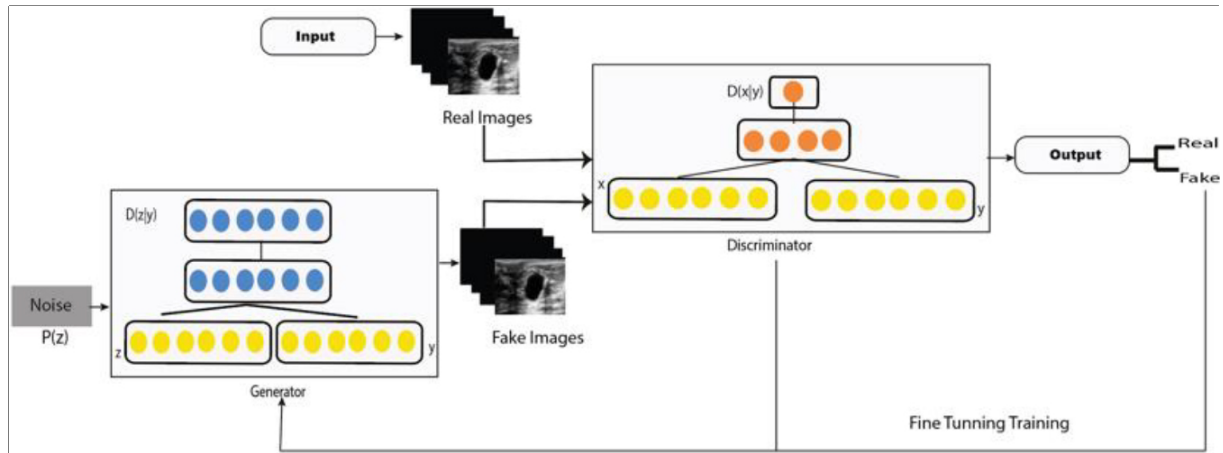 Input
Real Images
D(x|y)
x
y
Discriminator
Output
Real
Fake
D(z|y)
Noise
P(z)
z
y
Generator
Fake Images
Fine Tunning Training